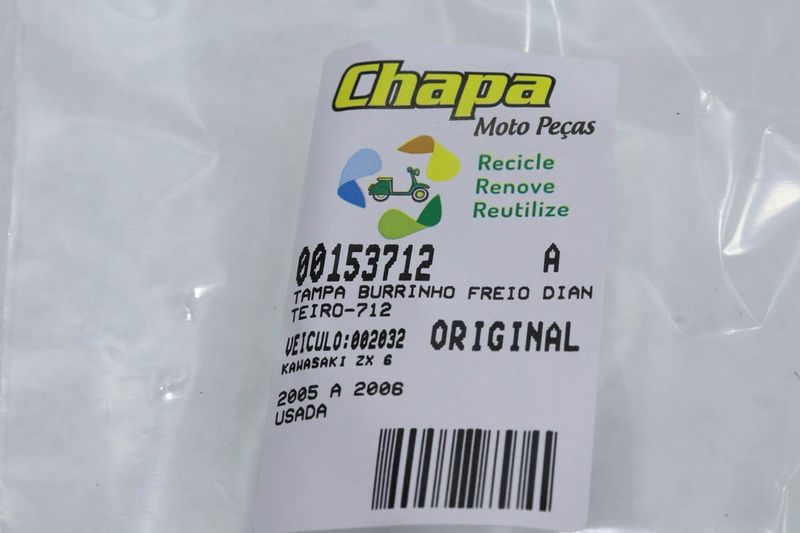 Chapa
Moto Peças
Recicle
Renove
Reutilize
00153712 A
TAMPA BURRINHO FREIO DIAN
TEIRO-712
VEICULO:002032 ORIGINAL
KAWASAKI ZX 6
2005 A 2006
USADA